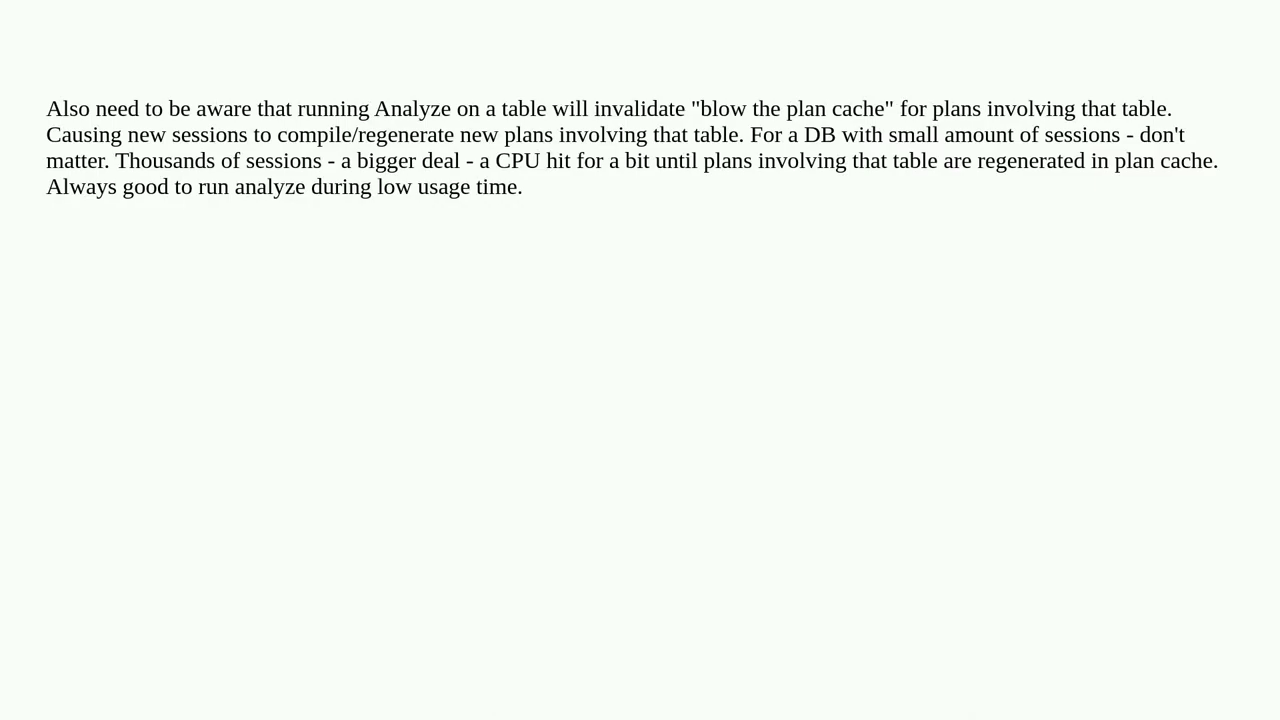 Also need to be aware that running Analyze on a table will invalidate "blow the plan cache" for plans involving that table.
Causing new sessions to compile/regenerate new plans involving that table. For a DB with small amount of sessions - don't
matter. Thousands of sessions - a bigger deal - a CPU hit for a bit until plans involving that table are regenerated in plan cache.
Always good to run analyze during low usage time.